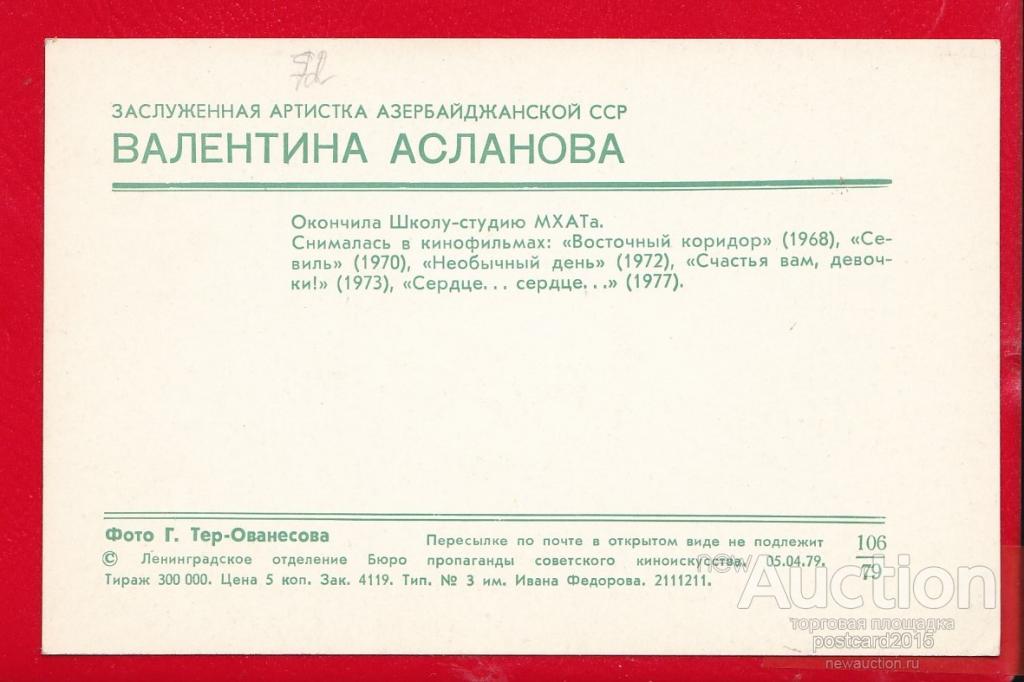 ЗАСЛУЖЕННАЯ АРТИСТКА АЗЕРБАЙДЖАНСКОЙ ССР
ВАЛЕНТИНА АСЛАНОВА
Окончила Школу-студию МХАТа.
Снималась в кинофильмах: «Восточный коридор» (1968), «Се-
виль» (1970), «Необычный день» (1972), «Счастья вам, девоч-
ки!» (1973), «Сердце... сердце...» (1977).
Фото Г. Тер-Ованесова
Пересылке по почте в открытом виде не подлежит
© Ленинградское отделение Бюро пропаганды советского киноискусства. 05.04.79.
Тираж 300 000. Цена 5 коп. Зак. 4119. Тип. № 3 им. Ивана Федорова. 2111211.
106
79
newAuction
торговая площадка
postcard2015
newauction.ru